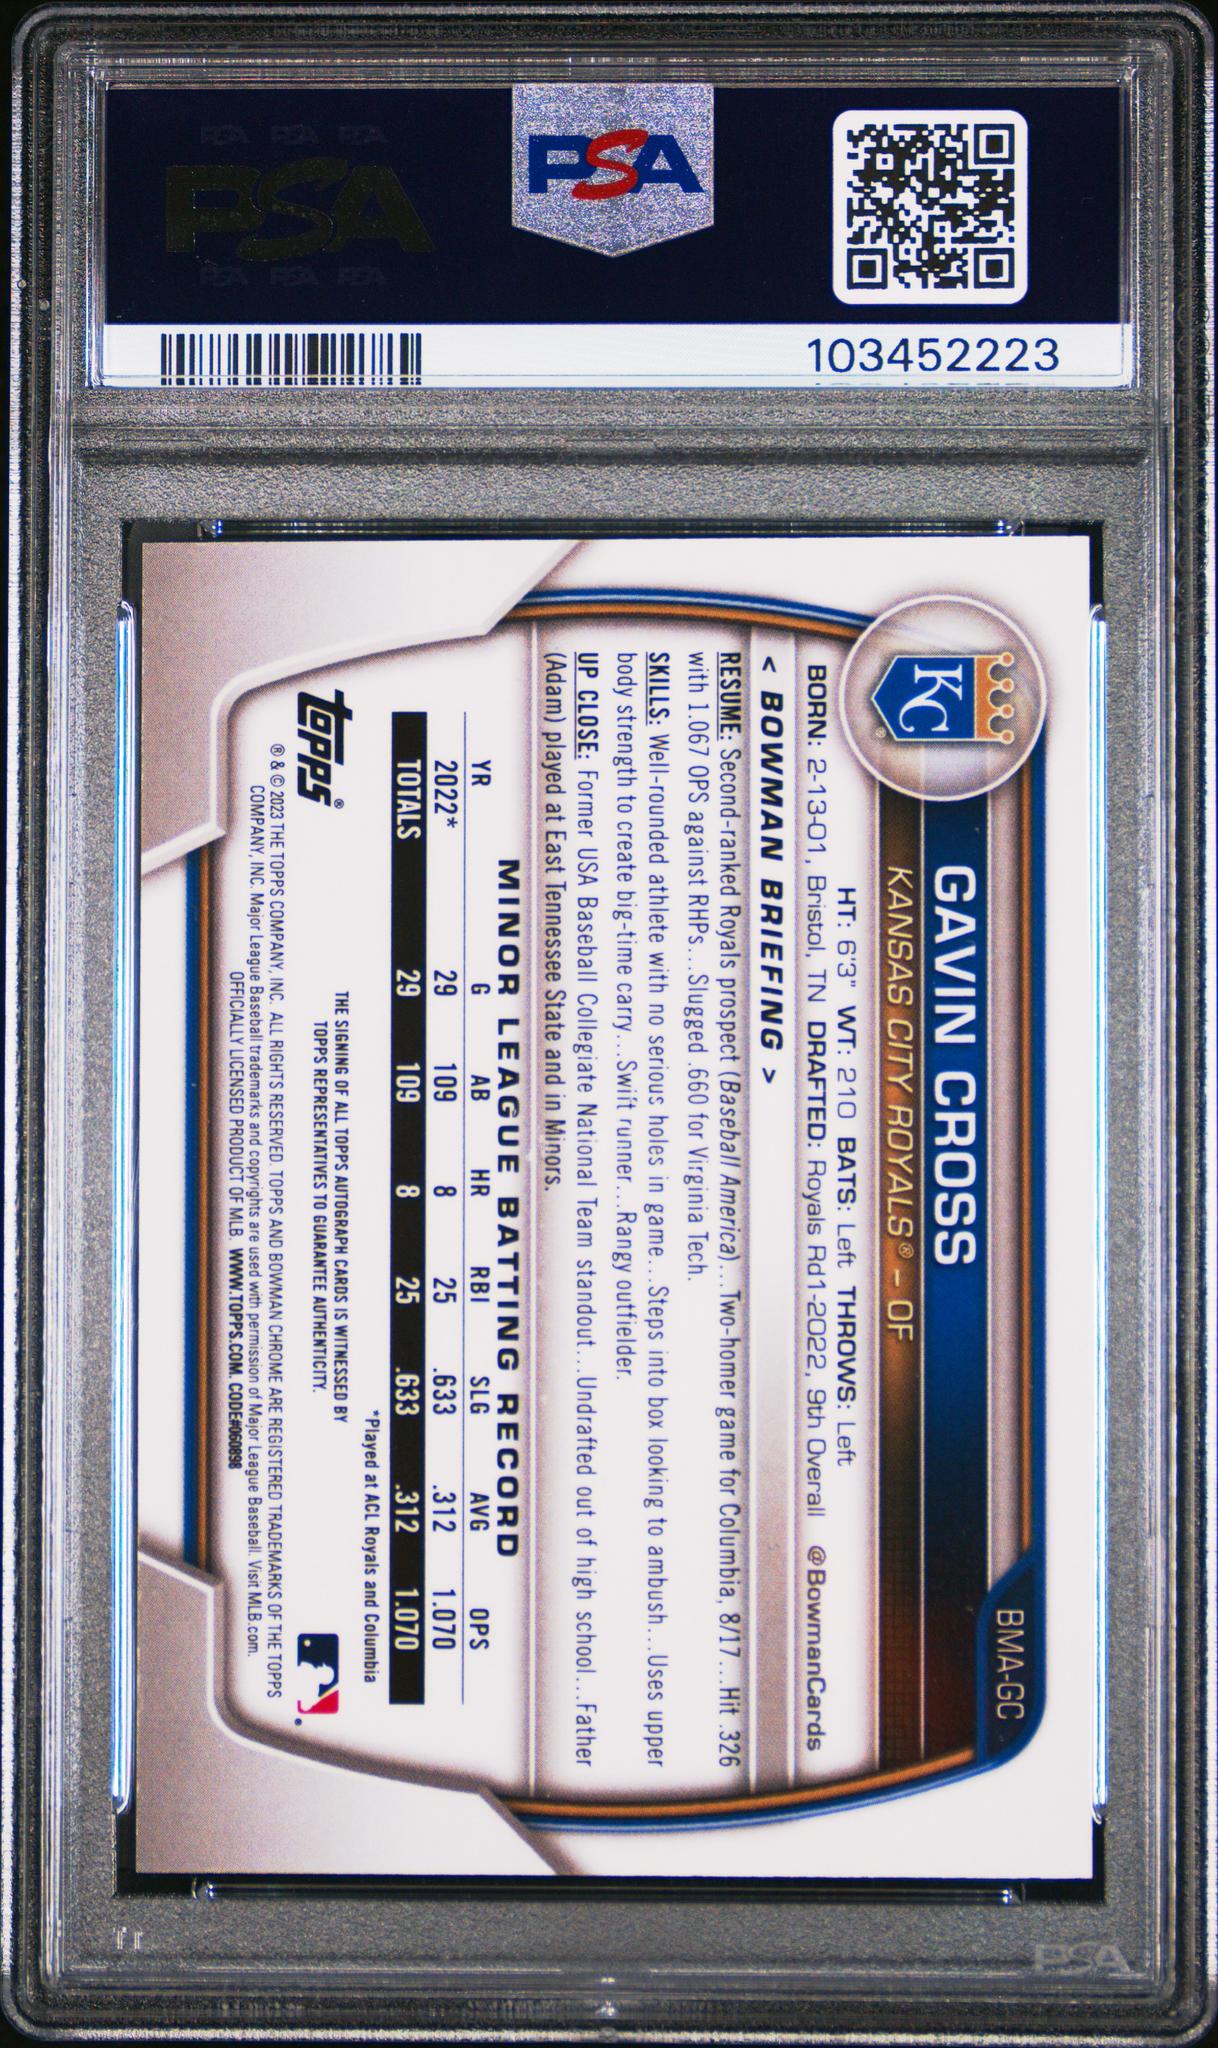 PSA PSA PSA
PSA
PSA PSA PSA
PSA
103452223
BMA-GC
KC
GAVIN CROSS
KANSAS CITY ROYALS® – OF
HT: 6'3" WT: 210 BATS: Left THROWS: Left
BORN: 2-13-01, Bristol, TN DRAFTED: Royals Rd1-2022, 9th Overall @BowmanCards
< BOWMAN BRIEFING >
RESUME: Second-ranked Royals prospect (Baseball America)...Two-homer game for Columbia, 8/17...Hit .326
with 1.067 OPS against RHPs...Slugged .660 for Virginia Tech.
SKILLS: Well-rounded athlete with no serious holes in game...Steps into box looking to ambush...Uses upper
body strength to create big-time carry...Swift runner...Rangy outfielder.
UP CLOSE: Former USA Baseball Collegiate National Team standout...Undrafted out of high school...Father
(Adam) played at East Tennessee State and in Minors.
MINOR LEAGUE BATTING RECORD
YR G AB HR RBI SLG AVG OPS
2022* 29 109 8 25 .633 .312 1.070
TOTALS 29 109 8 25 .633 .312 1.070
*Played at ACL Royals and Columbia
topps®
THE SIGNING OF ALL TOPPS AUTOGRAPH CARDS IS WITNESSED BY
TOPPS REPRESENTATIVES TO GUARANTEE AUTHENTICITY.
® & © 2023 THE TOPPS COMPANY, INC. ALL RIGHTS RESERVED. TOPPS AND BOWMAN CHROME ARE REGISTERED TRADEMARKS OF THE TOPPS
COMPANY, INC. Major League Baseball trademarks and copyrights are used with permission of Major League Baseball. Visit MLB.com.
OFFICIALLY LICENSED PRODUCT OF MLB. WWW.TOPPS.COM. CODE#060898
PSA